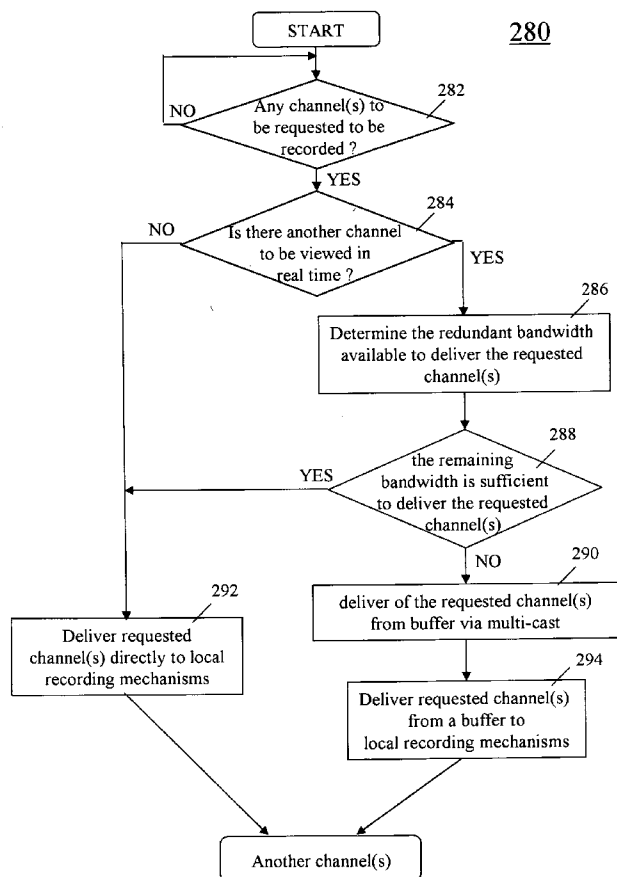 START
280
282
Any channel(s) to
be requested to be
recorded ?
NO
YES
284
NO
Is there another channel
to be viewed in
real time ?
YES
286
Determine the redundant bandwidth
available to deliver the requested
channel(s)
288
the remaining
bandwidth is sufficient
to deliver the requested
channel(s)
YES
NO
290
deliver of the requested channel(s)
from buffer via multi-cast
292
Deliver requested
channel(s) directly to local
recording mechanisms
294
Deliver requested channel(s)
from a buffer to
local recording mechanisms
Another channel(s)